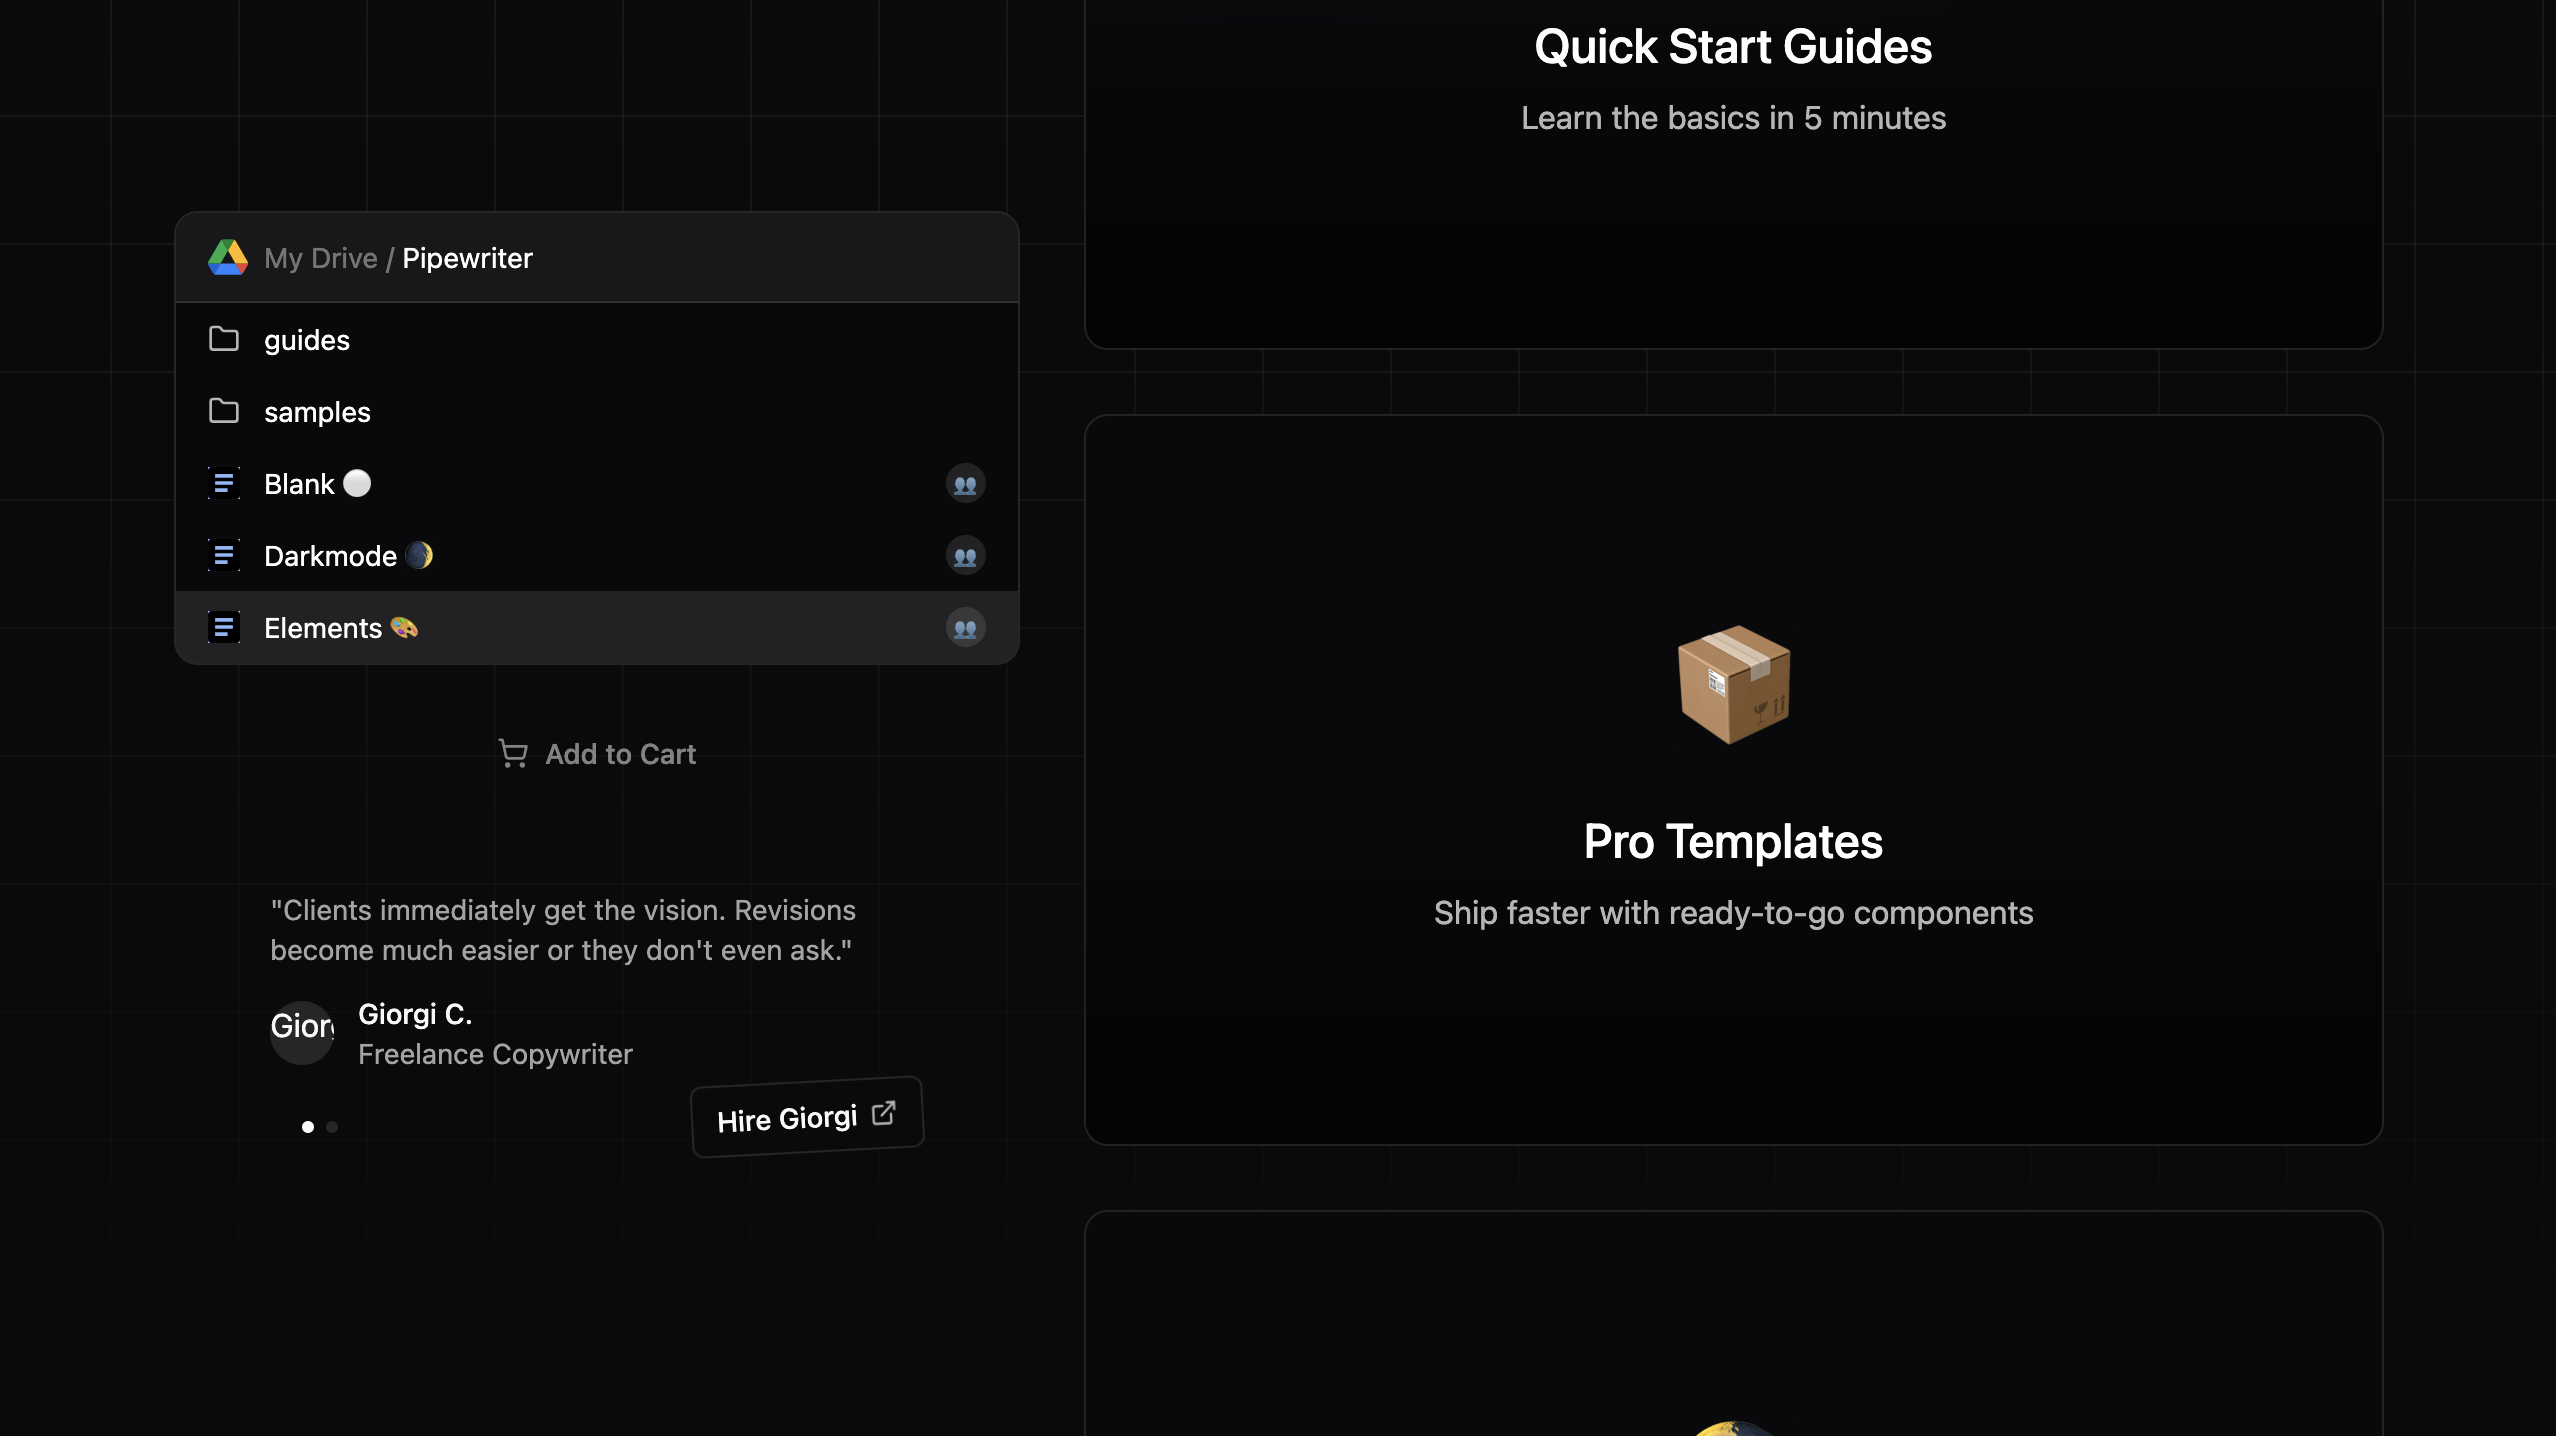 Quick Start Guides
Learn the basics in 5 minutes
My Drive / Pipewriter
guides
samples
Blank
Darkmode
Elements
Add to Cart
Pro Templates
Ship faster with ready-to-go components
"Clients immediately get the vision. Revisions
become much easier or they don't even ask."
Giorgi C.
Freelance Copywriter
Hire Giorgi